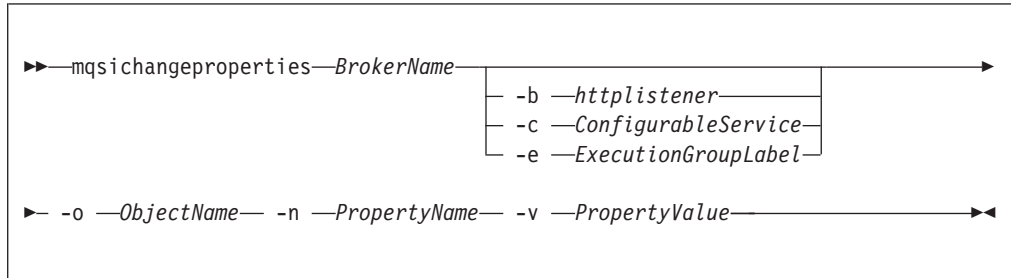 mqsichangeproperties BrokerName
-b httplistener
-c ConfigurableService
-e ExecutionGroupLabel
-o ObjectName -n PropertyName -v PropertyValue